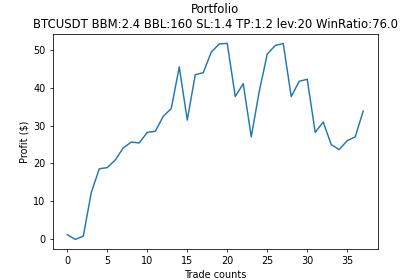 Portfolio
BTCUSDT BBM:2.4 BBL:160 SL:1.4 TP:1.2 lev:20 WinRatio:76.0
50
40
30
20
10
0
Profit ($)
0 5 10 15 20 25 30 35
Trade counts